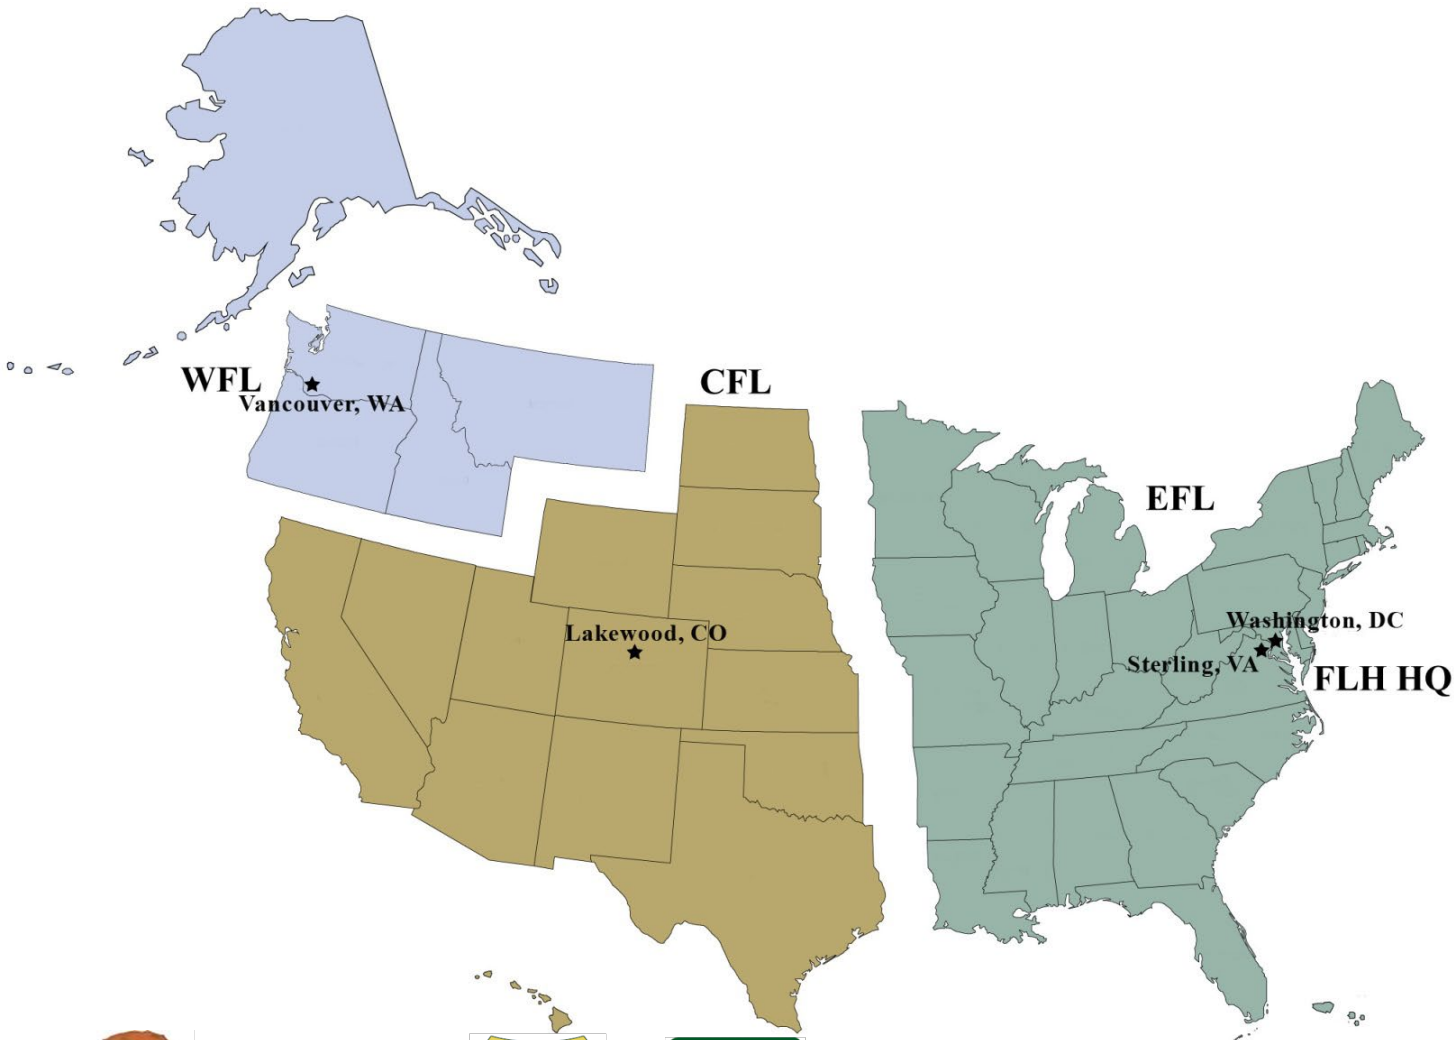 WFL
Vancouver, WA
CFL
Lakewood, CO
EFL
Washington, DC
Sterling, VA
FLH HQ